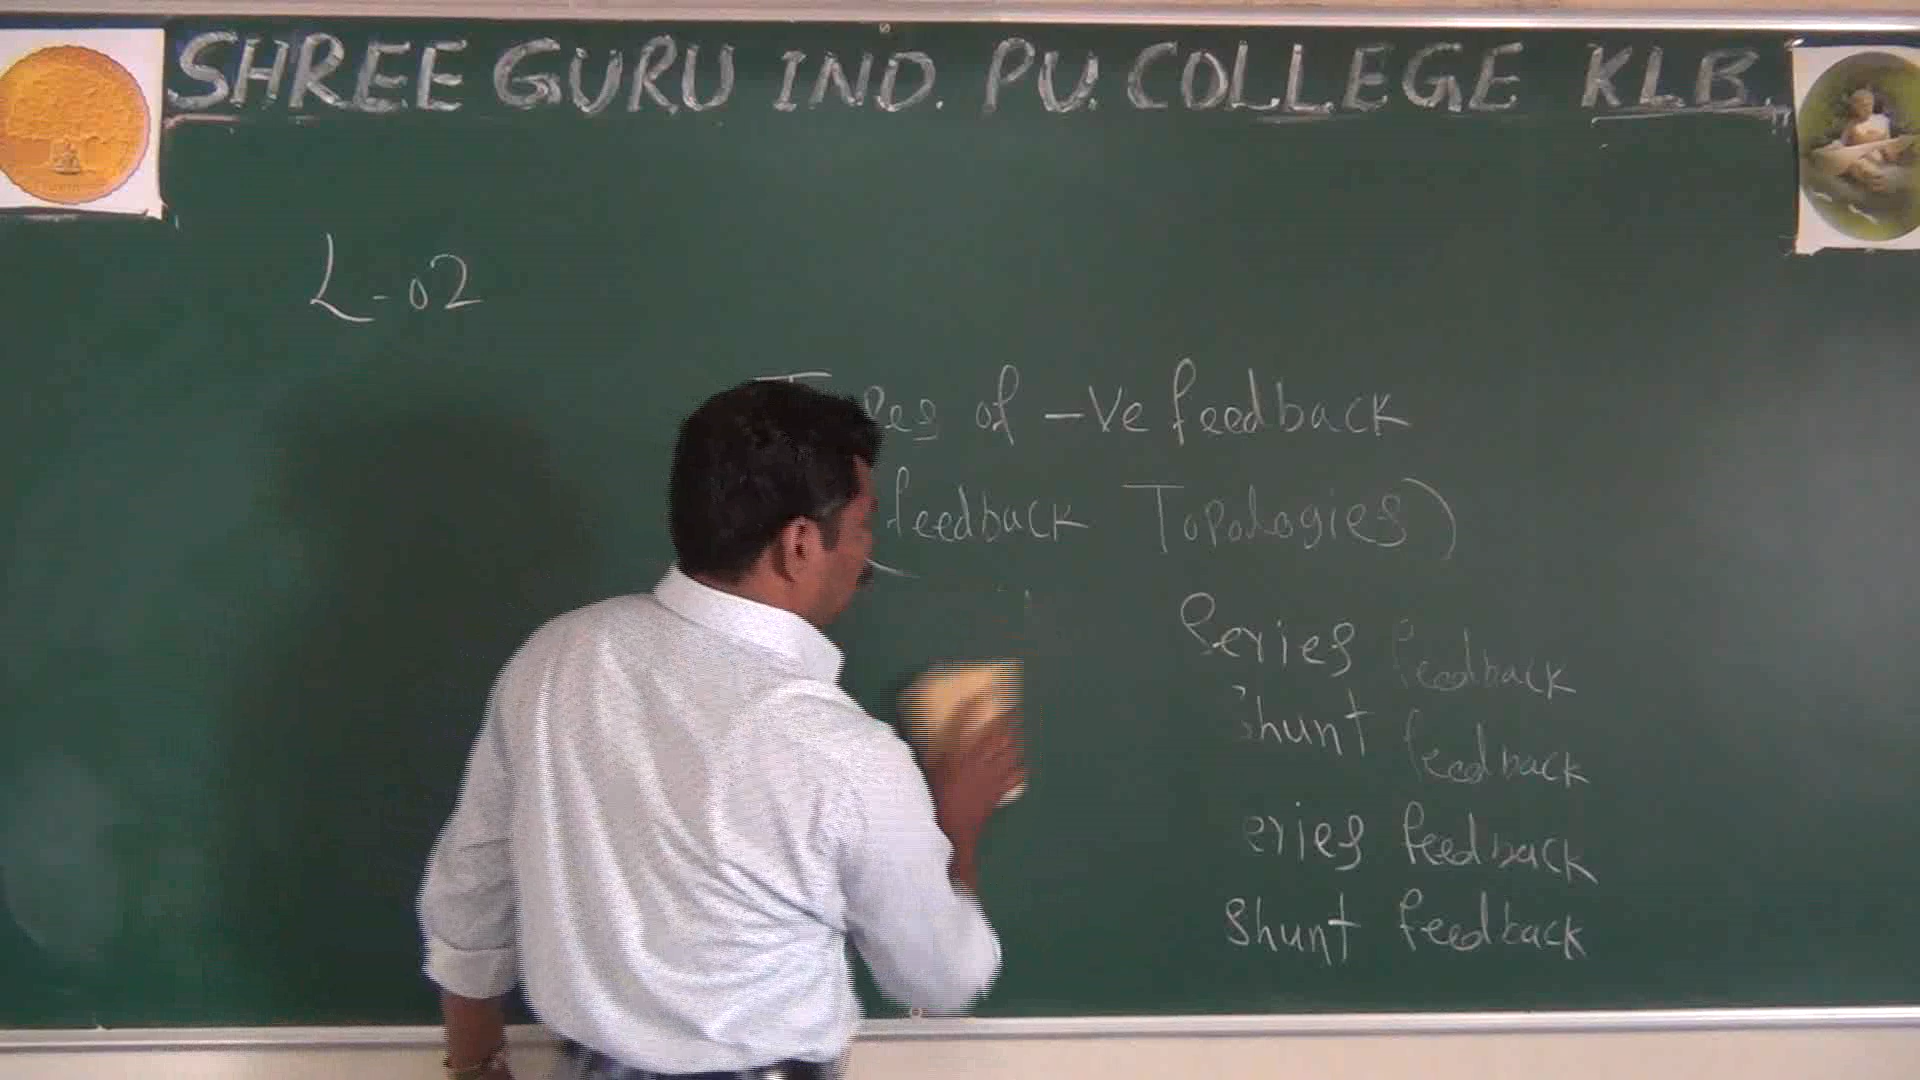 SHREE GURU IND. PU. COLLEGE KLB.
L-02
of -Ve feedback
feedback Topologies)
Series feedback
Shunt feedback
eries feedback
Shunt feedback